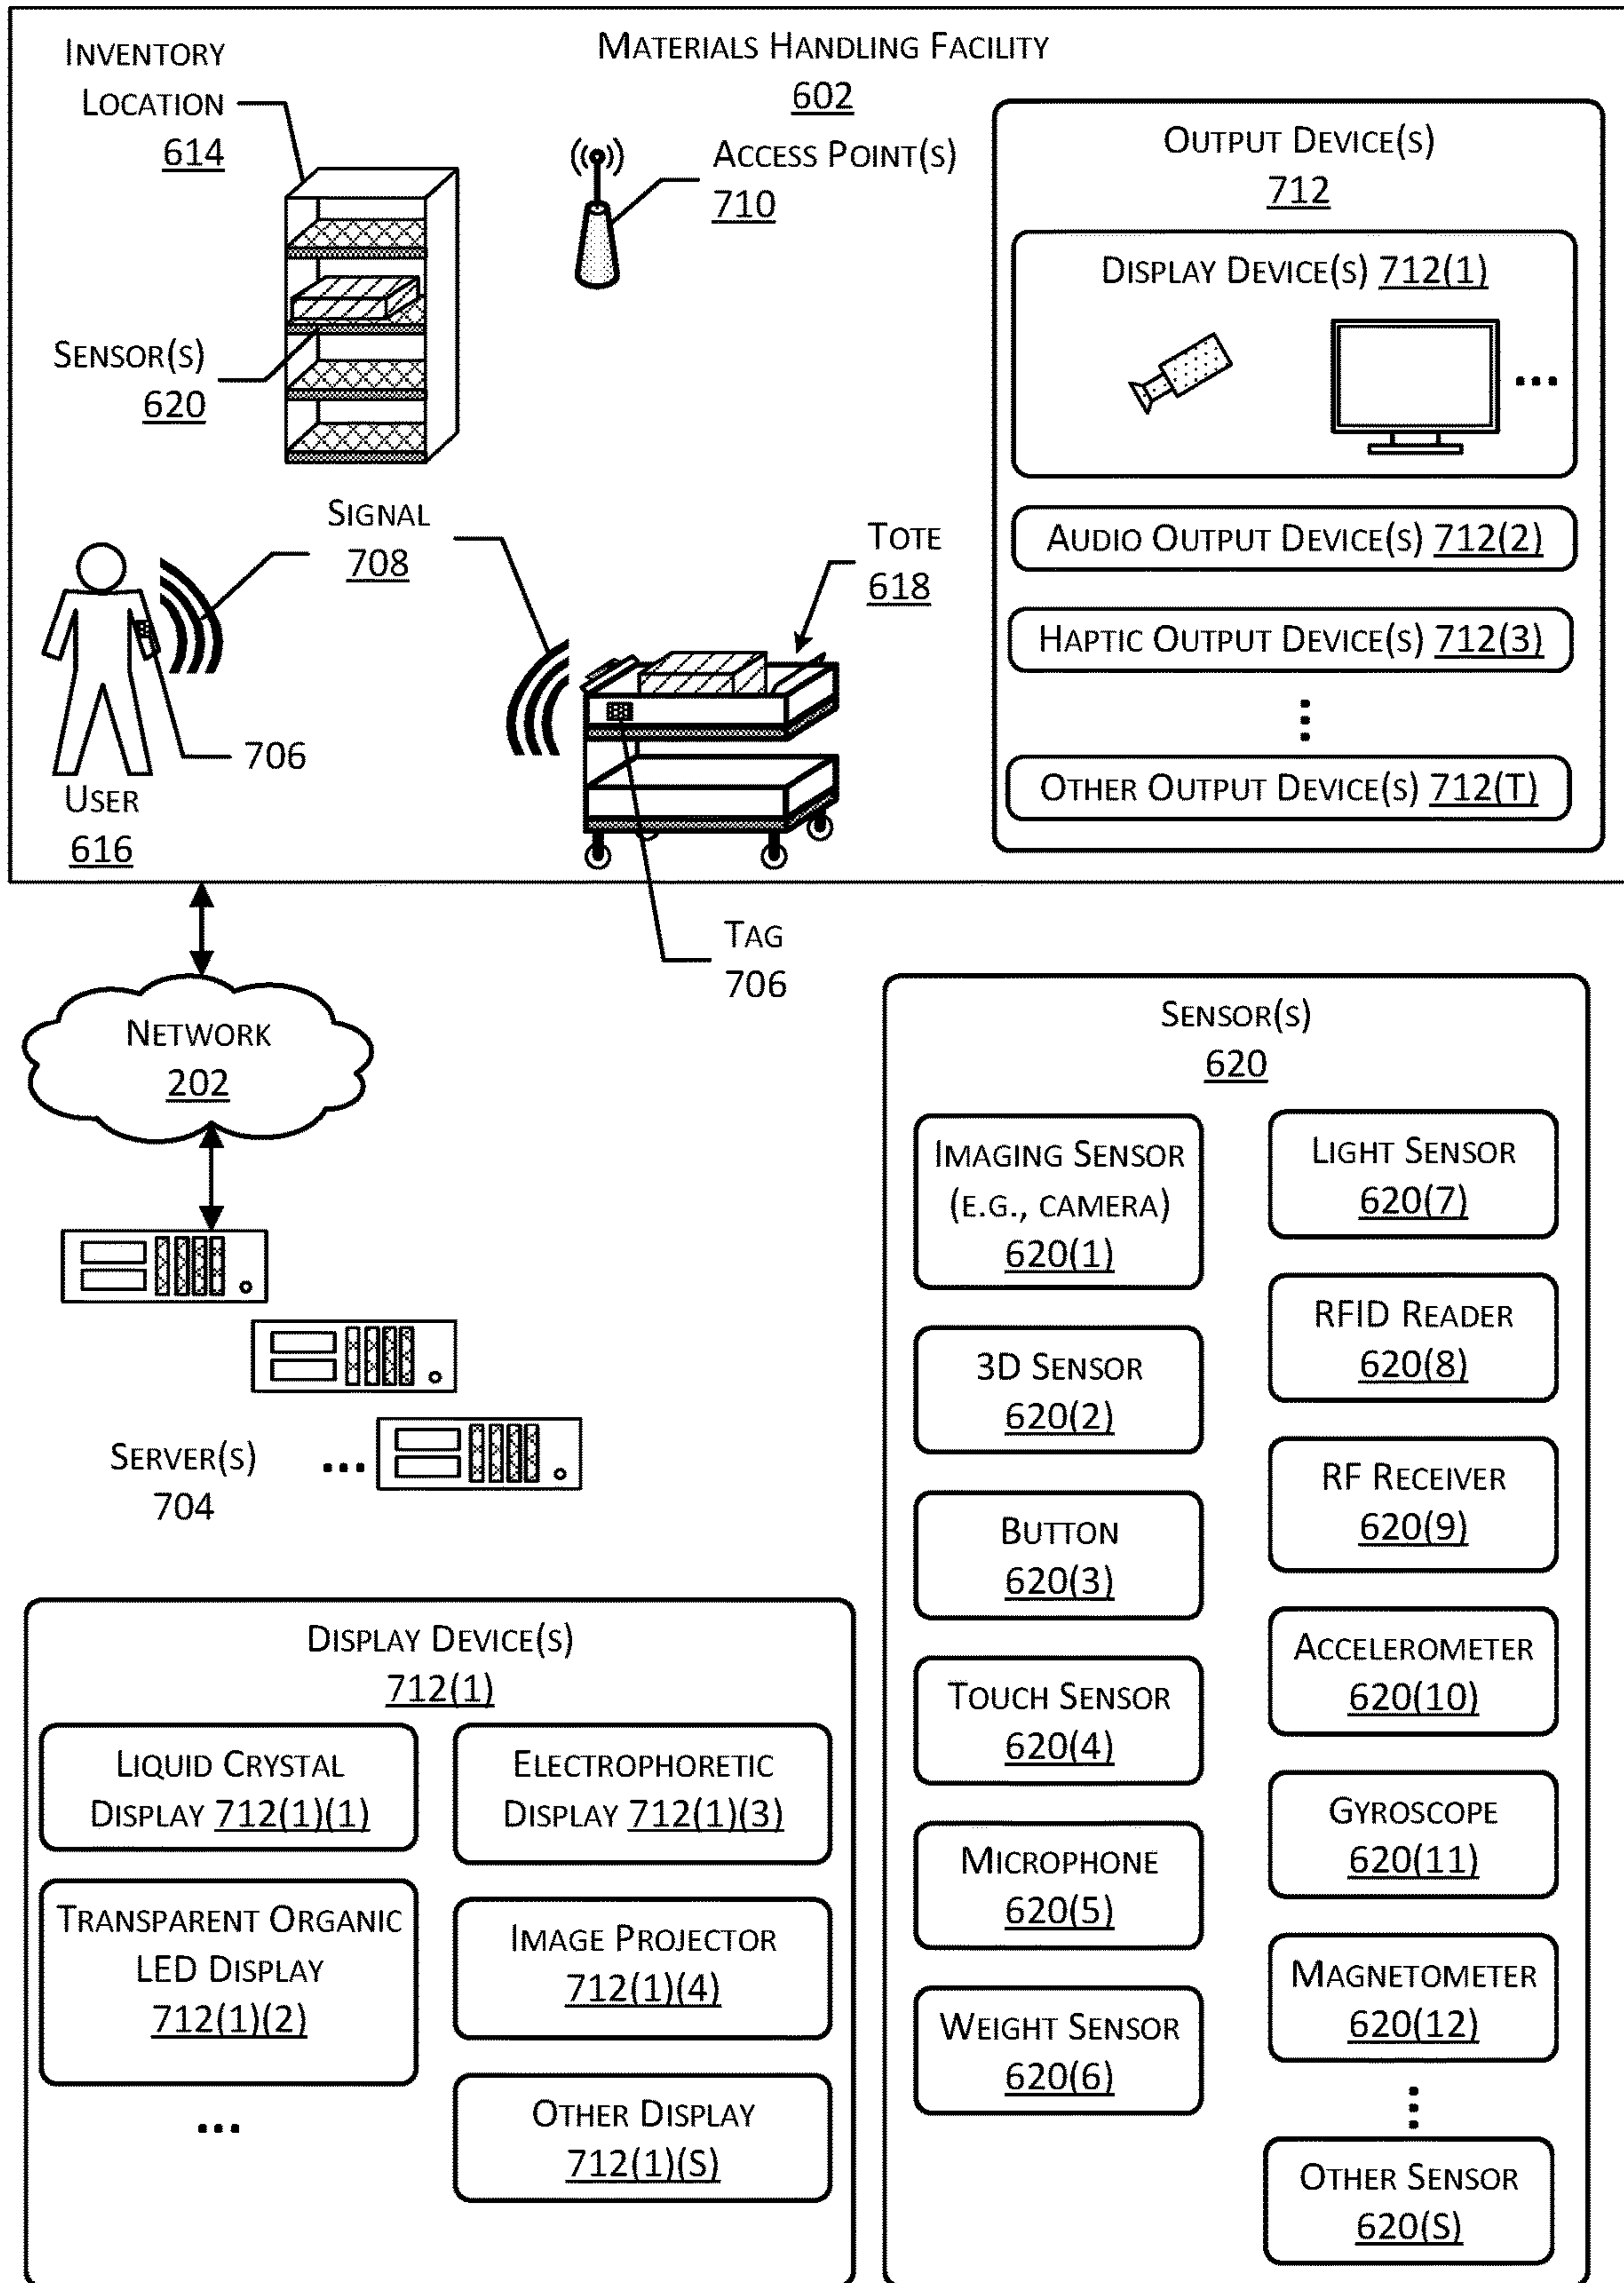 MATERIALS HANDLING FACILITY
602
INVENTORY
LOCATION
614
ACCESS POINT(S)
710
SENSOR(S)
620
OUTPUT DEVICE(S)
712
DISPLAY DEVICE(S) 712(1)
...
AUDIO OUTPUT DEVICE(S) 712(2)
HAPTIC OUTPUT DEVICE(S) 712(3)
OTHER OUTPUT DEVICE(S) 712(T)
SIGNAL
708
TOTE
618
706
USER
616
TAG
706
NETWORK
202
SERVER(S)
704
...
DISPLAY DEVICE(S)
712(1)
LIQUID CRYSTAL
DISPLAY 712(1)(1)
TRANSPARENT ORGANIC
LED DISPLAY
712(1)(2)
...
ELECTROPHORETIC
DISPLAY 712(1)(3)
IMAGE PROJECTOR
712(1)(4)
OTHER DISPLAY
712(1)(S)
SENSOR(S)
620
IMAGING SENSOR
(E.G., CAMERA)
620(1)
3D SENSOR
620(2)
BUTTON
620(3)
TOUCH SENSOR
620(4)
MICROPHONE
620(5)
WEIGHT SENSOR
620(6)
LIGHT SENSOR
620(7)
RFID READER
620(8)
RF RECEIVER
620(9)
ACCELEROMETER
620(10)
GYROSCOPE
620(11)
MAGNETOMETER
620(12)
OTHER SENSOR
620(S)